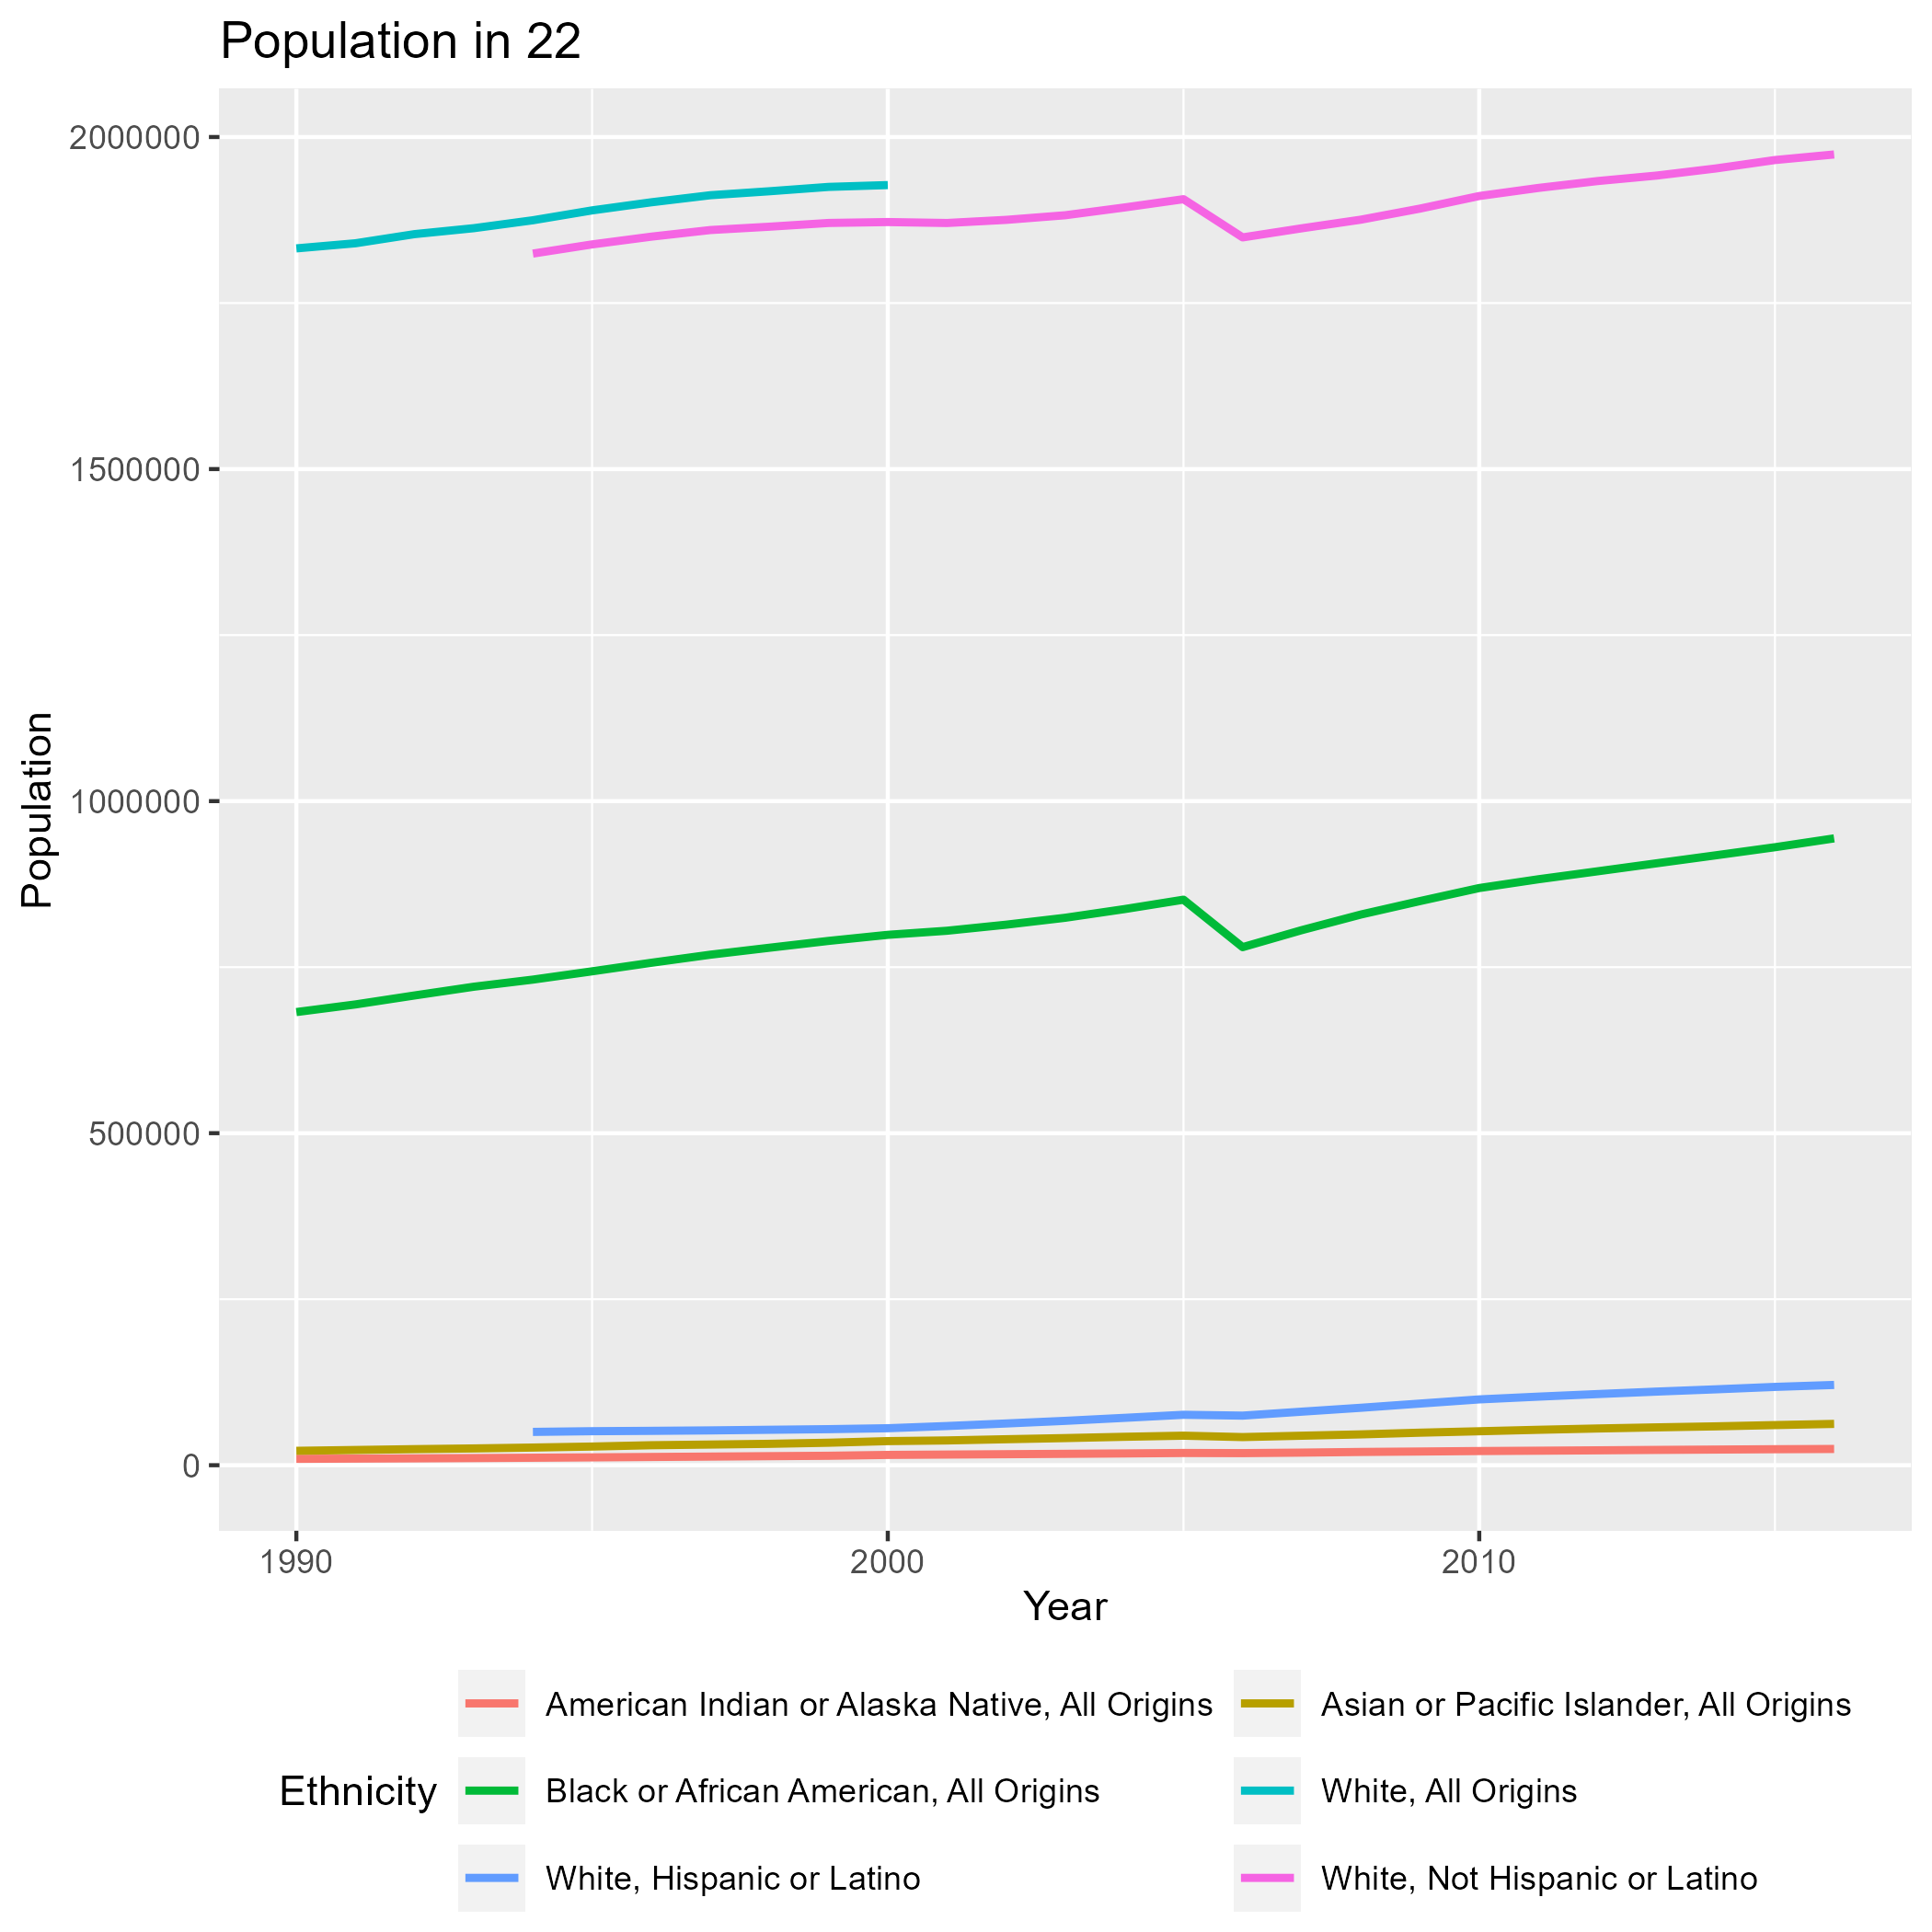 Population in 22
2000000
1500000
1000000
500000
0
Population
1990 2000 2010
Year
Ethnicity
American Indian or Alaska Native, All Origins
Asian or Pacific Islander, All Origins
Black or African American, All Origins
White, All Origins
White, Hispanic or Latino
White, Not Hispanic or Latino